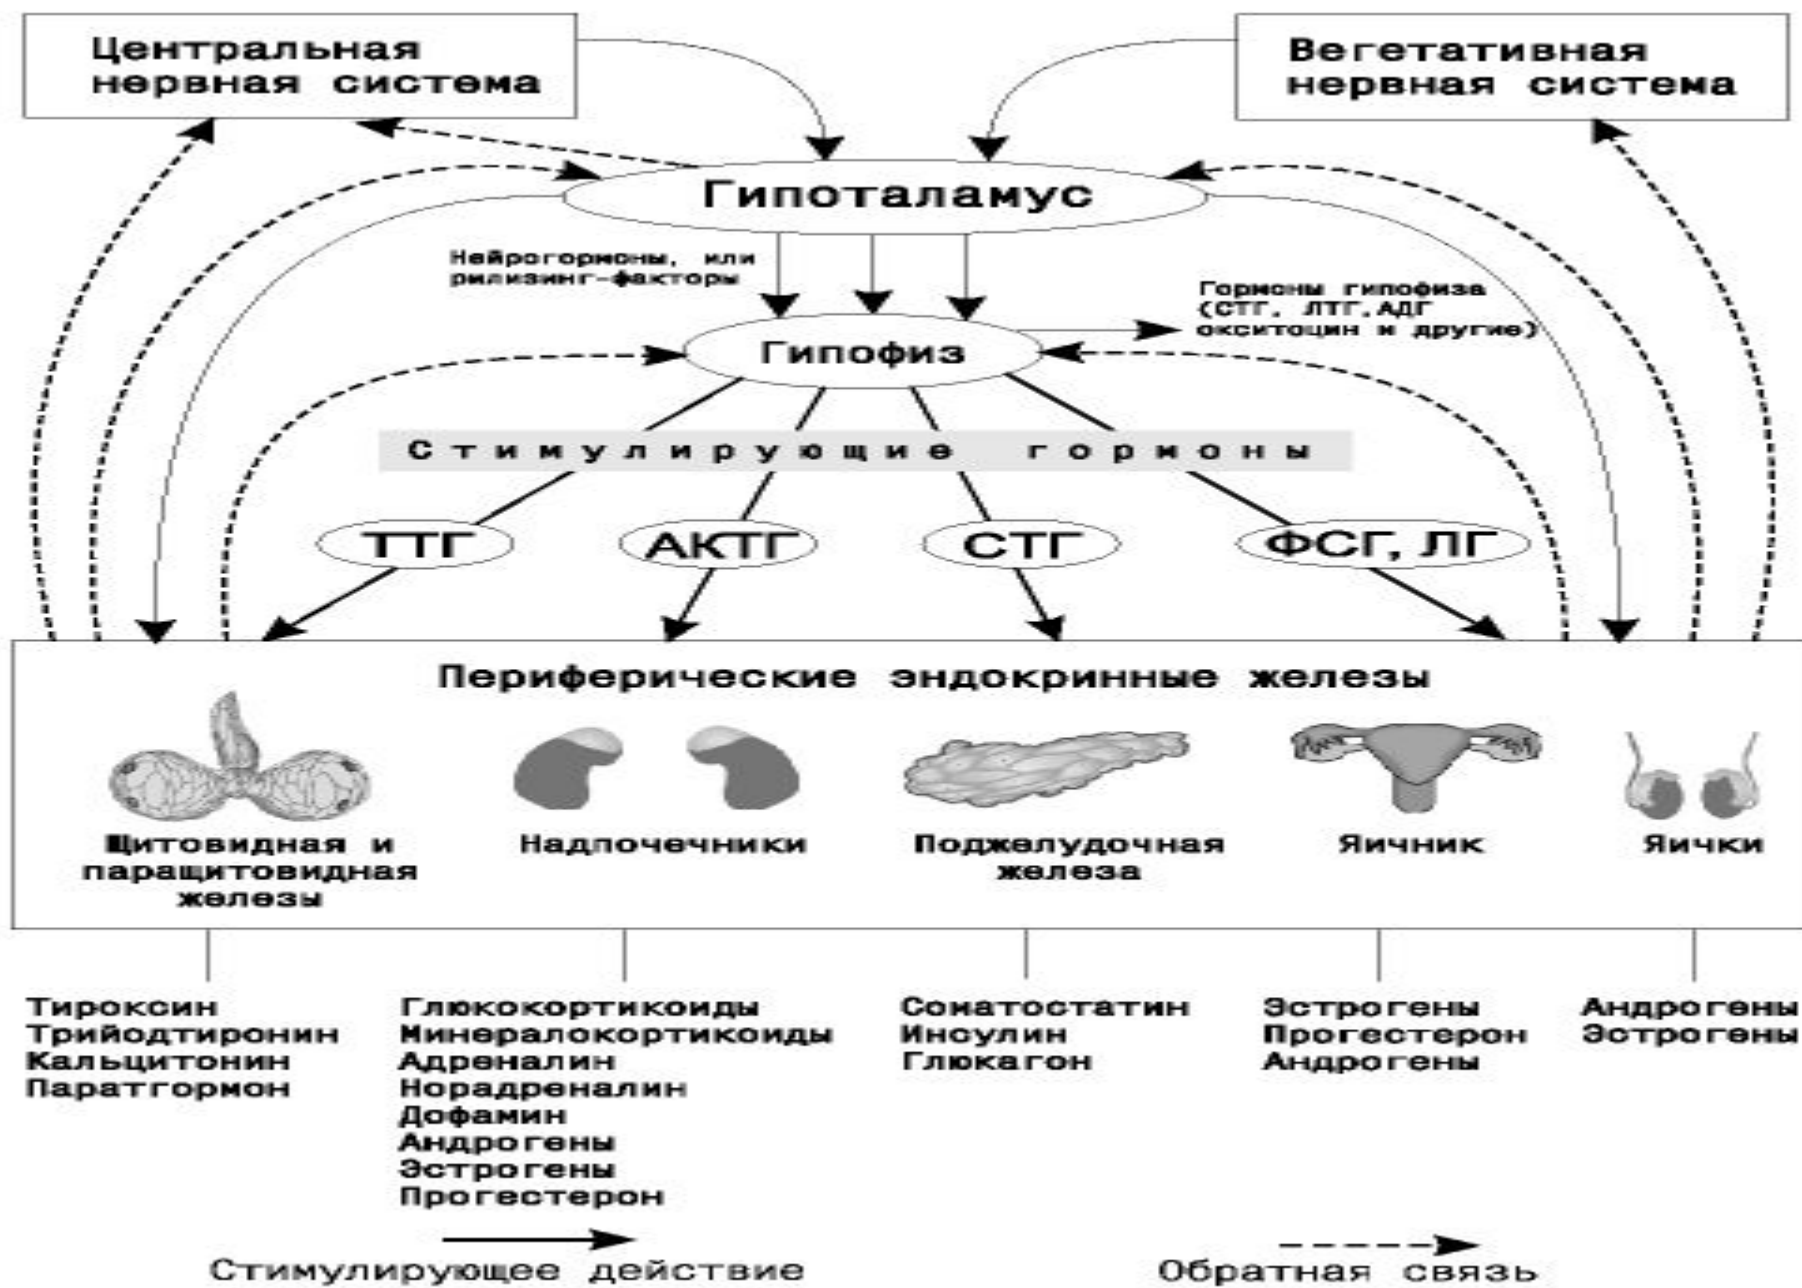 Центральная
нервная система
Вегетативная
нервная система
Гипоталамус
Нейрогормоны, или
рилизинг-факторы
Гормоны гипофиза
(СТГ, ЛТГ,АДГ
окситоцин и другие)
Гипофиз
Стимулирующие гормоны
ТТГ
АКТГ
СТГ
ФСГ, ЛГ
Периферические эндокринные железы
Щитовидная и
паращитовидная
железы
Надпочечники
Поджелудочная
железа
Яичник
Яички
Тироксин
Трийодтиронин
Кальцитонин
Паратгормон
Глюкокортикоиды
Минералокортикоиды
Адреналин
Норадреналин
Дофамин
Андрогены
Эстрогены
Прогестерон
Соматостатин
Инсулин
Глюкагон
Эстрогены
Прогестерон
Андрогены
Андрогены
Эстрогены
Стимулирующее действие
Обратная связь